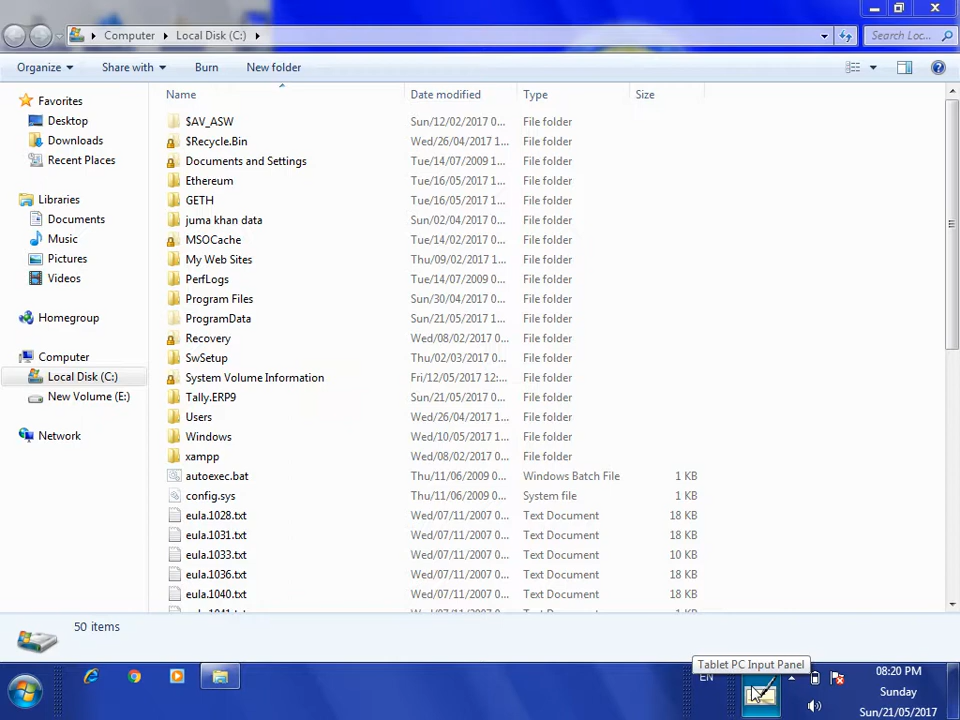 Computer Local Disk (C:) Search Loc...
Organize Share with Burn New folder
Name Date modified Type Size
Favorites
Desktop
Downloads
Recent Places
Libraries
Documents
Music
Pictures
Videos
Homegroup
Computer
Local Disk (C:)
New Volume (E:)
Network
$AV_ASW Sun/12/02/2017 0... File folder
$Recycle.Bin Wed/26/04/2017 1... File folder
Documents and Settings Tue/14/07/2009 1... File folder
Ethereum Tue/16/05/2017 1... File folder
GETH Tue/16/05/2017 1... File folder
juma khan data Sun/02/04/2017 0... File folder
MSOCache Tue/14/02/2017 0... File folder
My Web Sites Thu/09/02/2017 1... File folder
PerfLogs Tue/14/07/2009 0... File folder
Program Files Sun/30/04/2017 0... File folder
ProgramData Sun/21/05/2017 1... File folder
Recovery Wed/08/02/2017 0... File folder
SwSetup Thu/02/03/2017 0... File folder
System Volume Information Fri/12/05/2017 12:... File folder
Tally.ERP9 Sun/21/05/2017 0... File folder
Users Wed/26/04/2017 1... File folder
Windows Wed/10/05/2017 1... File folder
xampp Wed/08/02/2017 0... File folder
autoexec.bat Thu/11/06/2009 0... Windows Batch File 1 KB
config.sys Thu/11/06/2009 0... System file 1 KB
eula.1028.txt Wed/07/11/2007 0... Text Document 18 KB
eula.1031.txt Wed/07/11/2007 0... Text Document 18 KB
eula.1033.txt Wed/07/11/2007 0... Text Document 10 KB
eula.1036.txt Wed/07/11/2007 0... Text Document 18 KB
eula.1040.txt Wed/07/11/2007 0... Text Document 18 KB
50 items
Tablet PC Input Panel
EN
08:20 PM
Sunday
Sun/21/05/2017